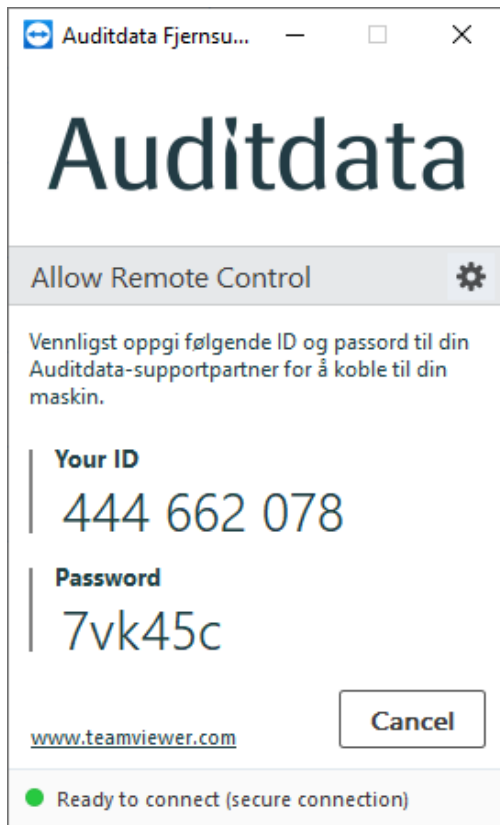 Auditdata Fjernsu...
Auditdata
Allow Remote Control
Vennligst oppgi følgende ID og passord til din
Auditdata-supportpartner for å koble til din
maskin.
Your ID
444 662 078
Password
7vk45c
Cancel
www.teamviewer.com
Ready to connect (secure connection)